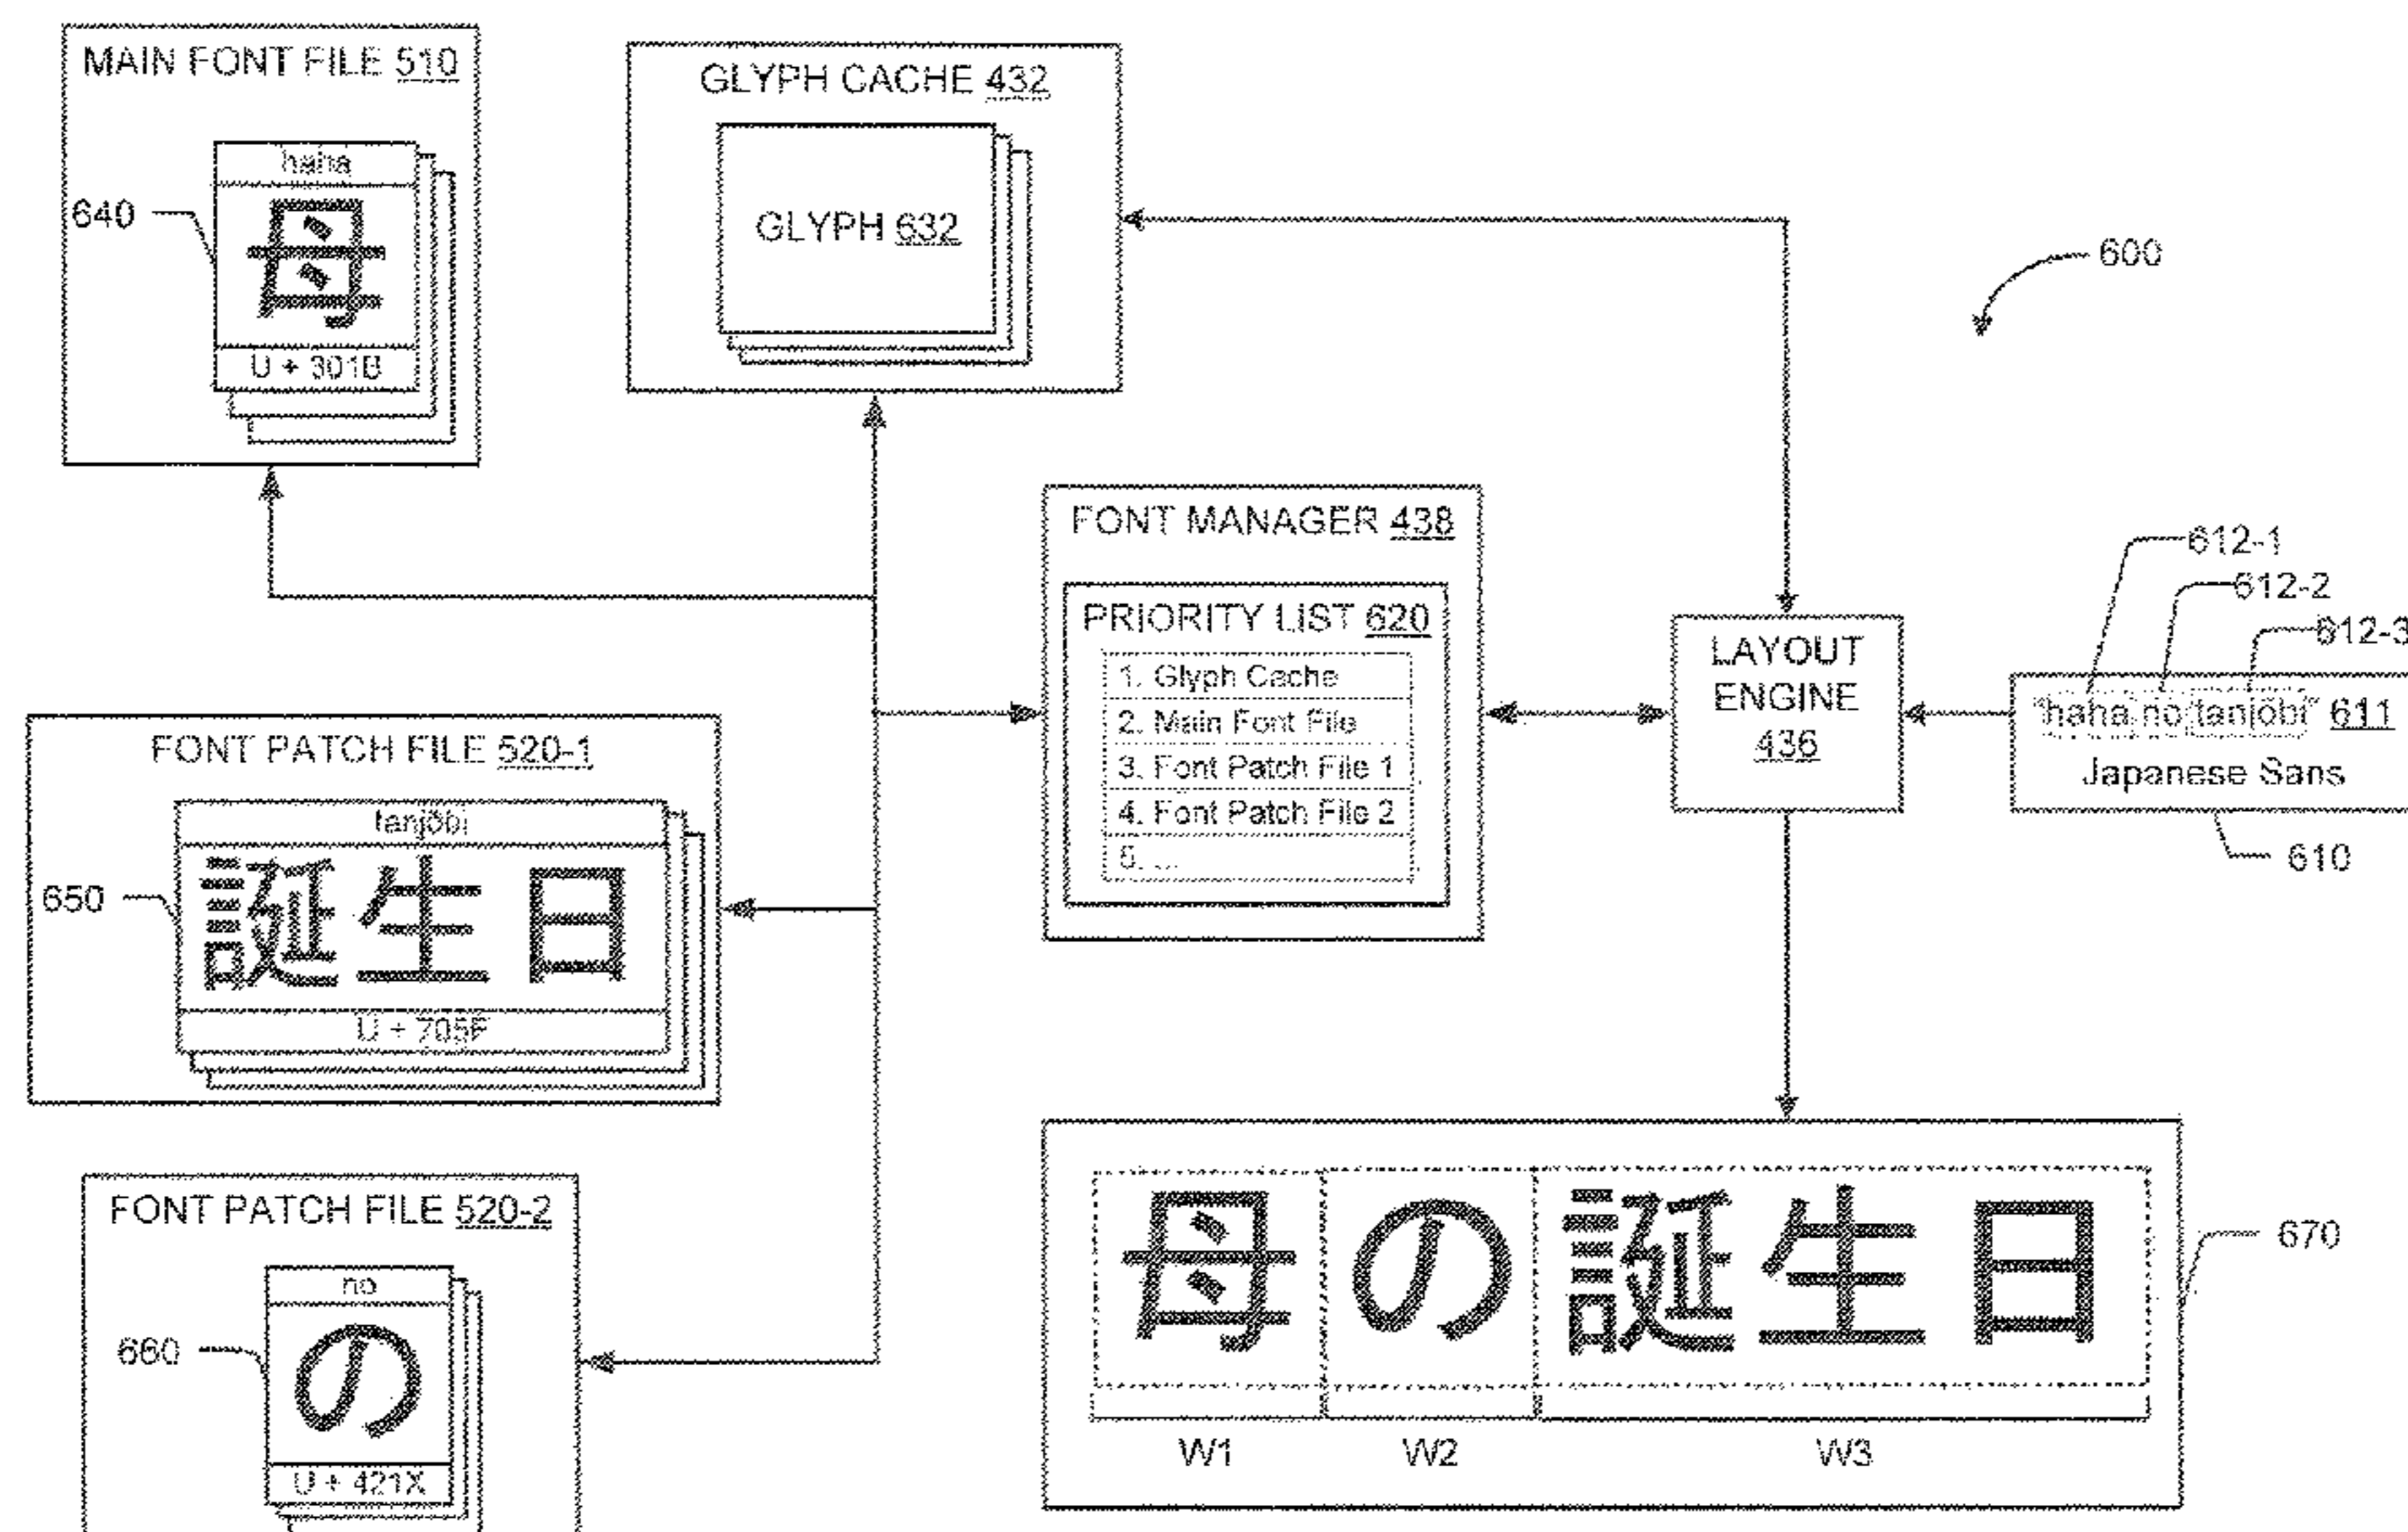 MAIN FONT FILE 510
haha
640
母
U + 301B
GLYPH CACHE 432
GLYPH 632
600
FONT MANAGER 438
PRIORITY LIST 620
1. Glyph Cache
2. Main Font File
3. Font Patch File 1
4. Font Patch File 2
5. ...
LAYOUT
ENGINE
436
612-1
612-2
612-3
"haha no tanjōbi" 611
Japanese Sans
610
FONT PATCH FILE 520-1
tanjōbi
650
誕生日
U + 705F
FONT PATCH FILE 520-2
no
660
の
U + 421X
母の誕生日
670
W1 W2 W3